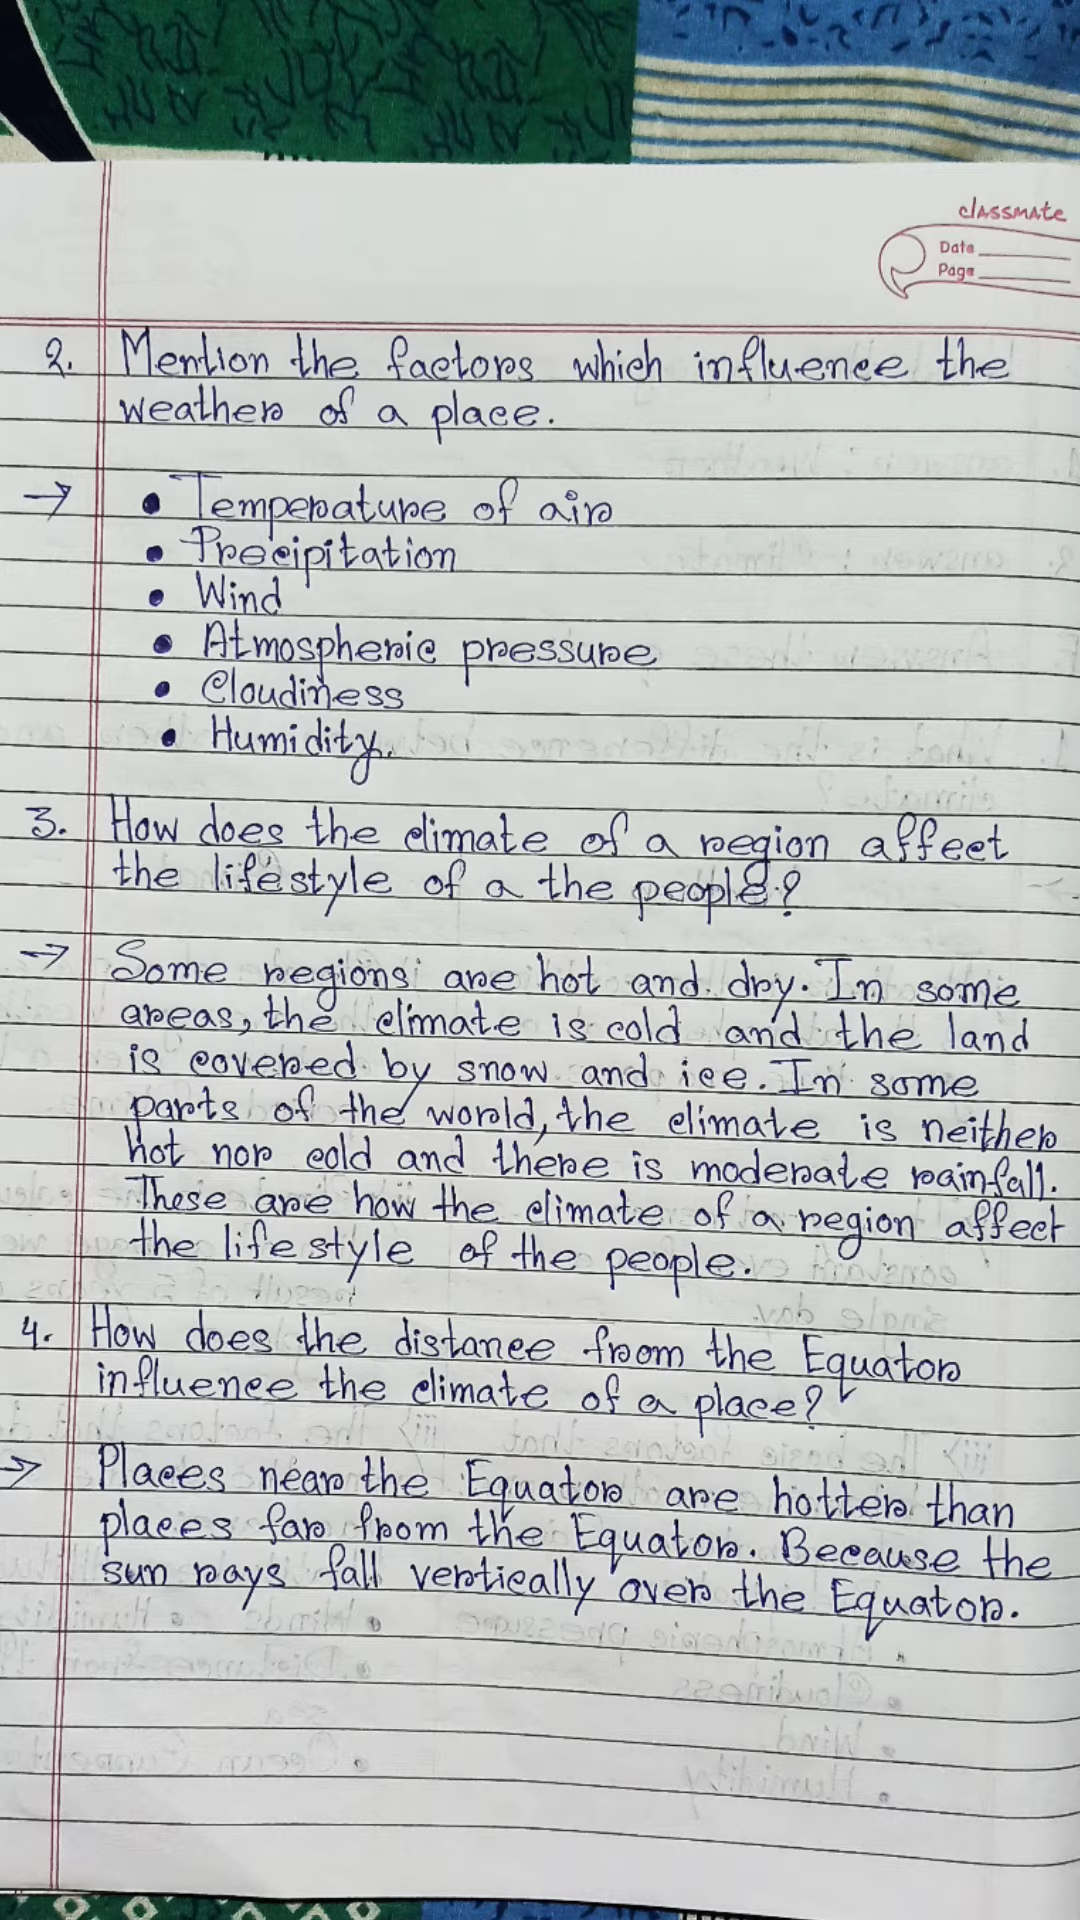 classmate
Date
Page
2. Mention the factors which influence the
weather of a place.
→ • Temperature of air
• Precipitation
• Wind
• Atmospheric pressure
• Cloudiness
• Humidity.
3. How does the climate of a region affect
the lifestyle of a the people?
→ Some regions are hot and dry. In some
areas, the climate is cold and the land
is covered by snow and ice. In some
parts of the world, the climate is neither
hot nor cold and there is moderate rainfall.
These are how the climate of a region affect
the lifestyle of the people.
4. How does the distance from the Equator
influence the climate of a place?
→ Places near the Equator are hotter than
places far from the Equator. Because the
sun rays fall vertically over the Equator.